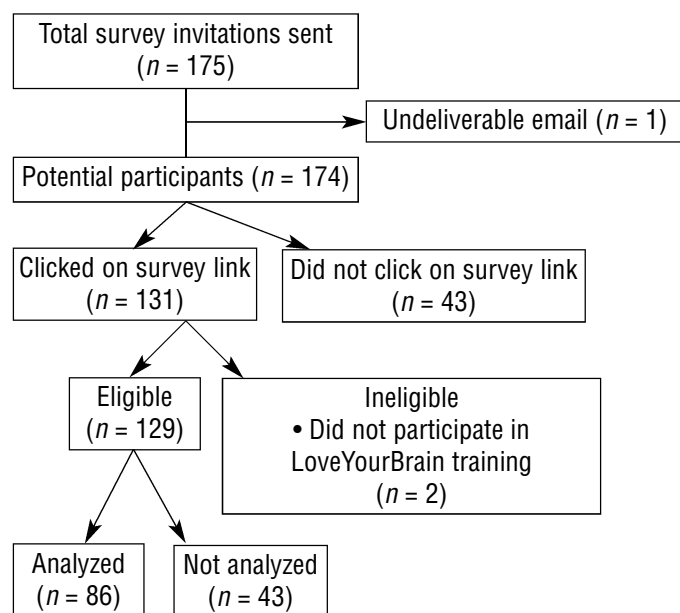 Total survey invitations sent
(n = 175)
Undeliverable email (n = 1)
Potential participants (n = 174)
Clicked on survey link
(n = 131)
Did not click on survey link
(n = 43)
Eligible
(n = 129)
Ineligible
• Did not participate in
LoveYourBrain training
(n = 2)
Analyzed
(n = 86)
Not analyzed
(n = 43)